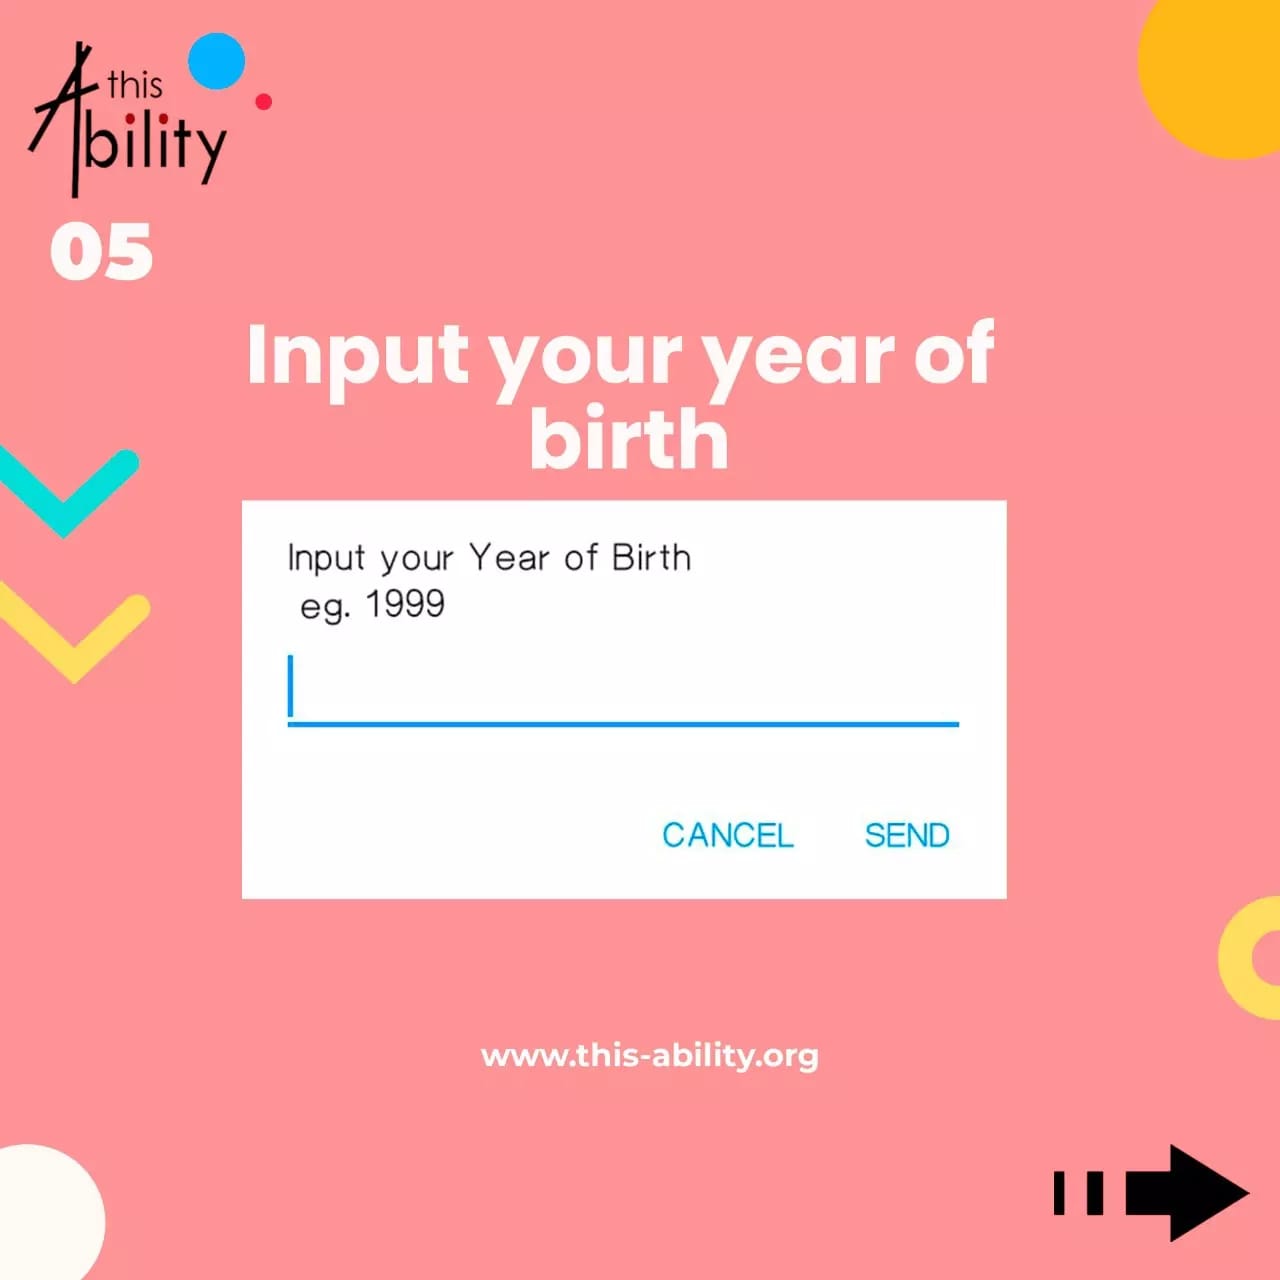 this
Ability
05
Input your year of
birth
Input your Year of Birth
eg. 1999
CANCEL SEND
www.this-ability.org